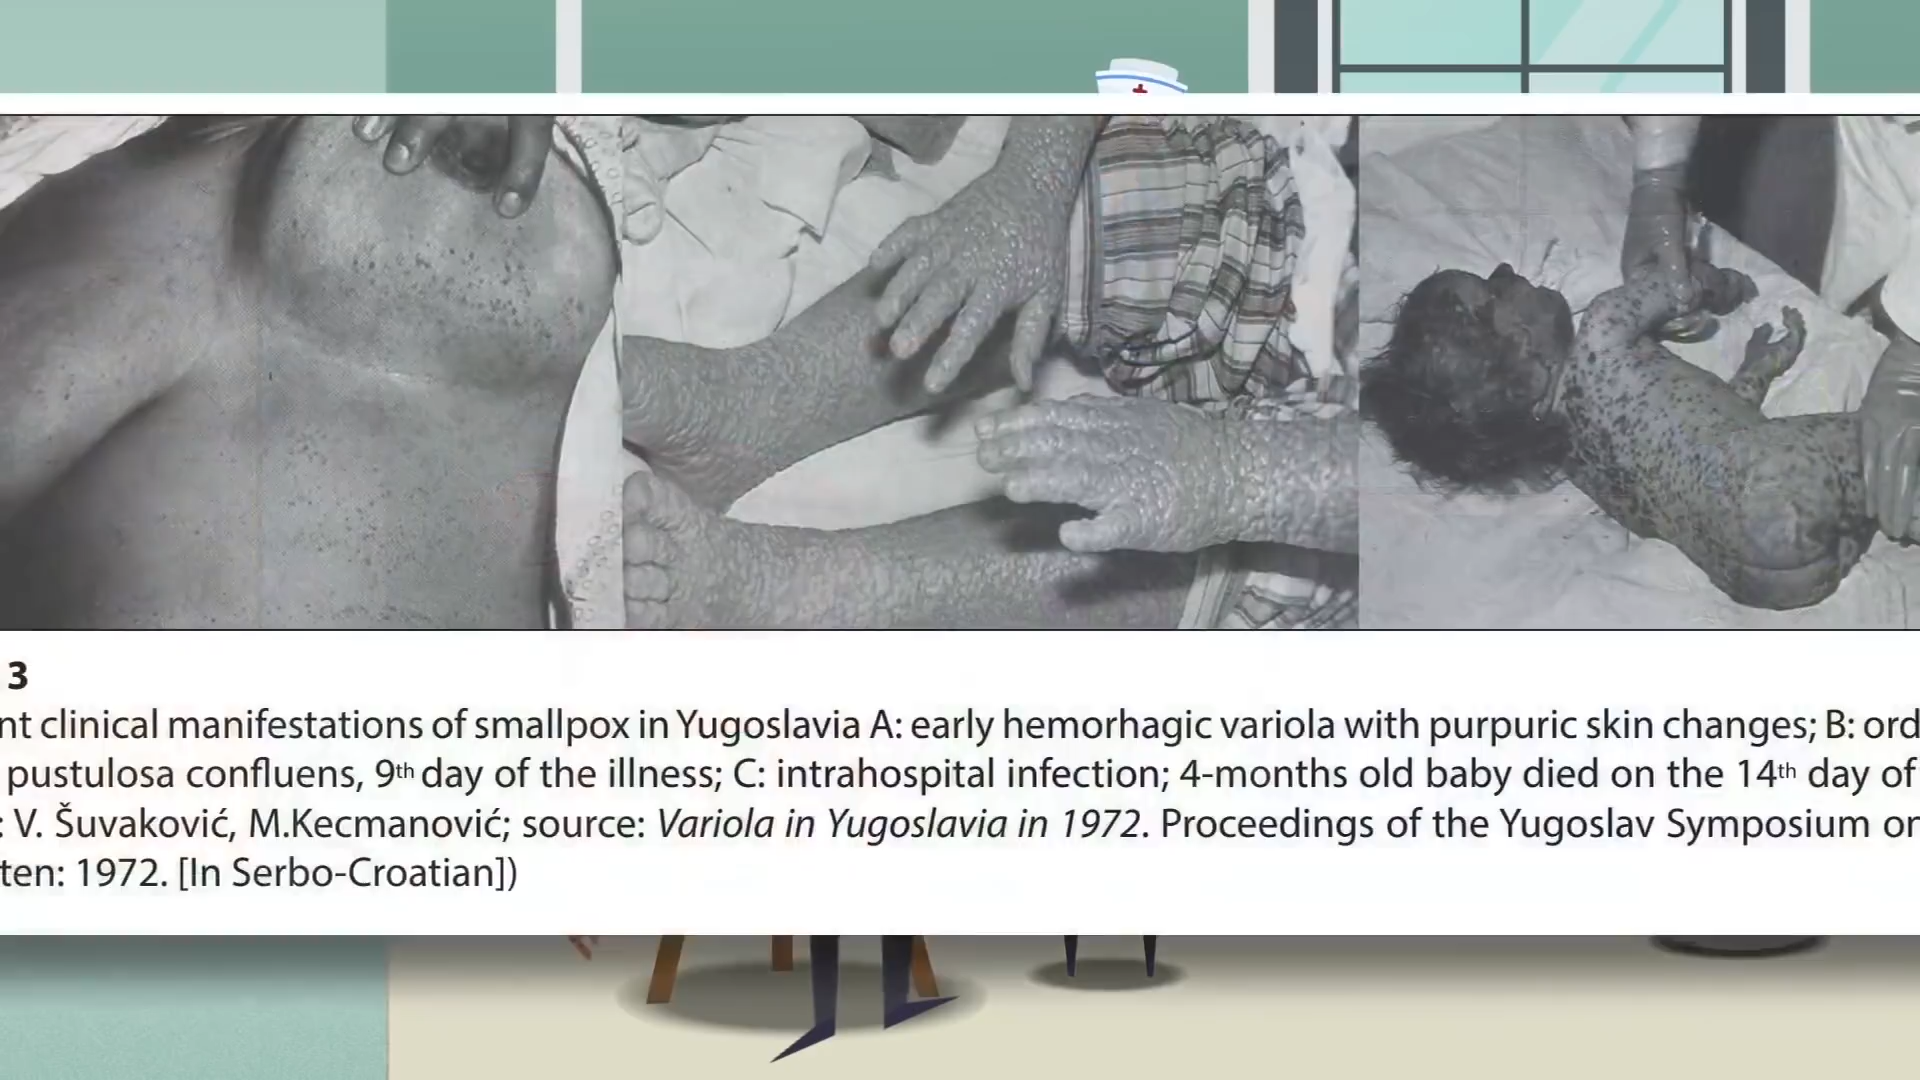 3
nt clinical manifestations of smallpox in Yugoslavia A: early hemorhagic variola with purpuric skin changes; B: ord
pustulosa confluens, 9th day of the illness; C: intrahospital infection; 4-months old baby died on the 14th day of
: V. Šuvaković, M.Kecmanović; source: Variola in Yugoslavia in 1972. Proceedings of the Yugoslav Symposium on
ten: 1972. [In Serbo-Croatian])